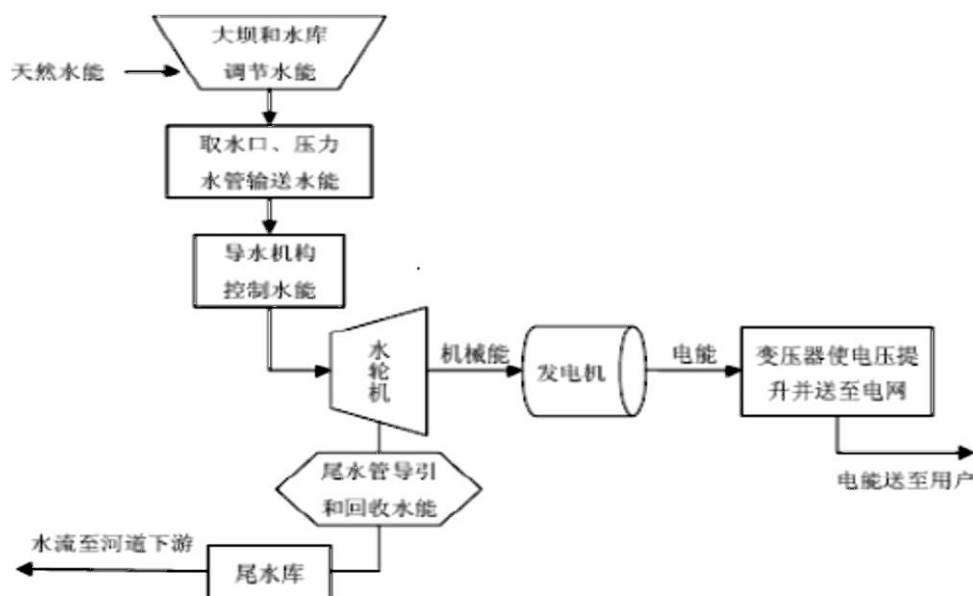 大坝和水库
调节水能
天然水能
取水口、压力
水管输送水能
导水机构
控制水能
水轮机
机械能
发电机
电能
变压器使电压提
升并送至电网
电能送至用户
尾水管导引
和回收水能
水流至河道下游
尾水库